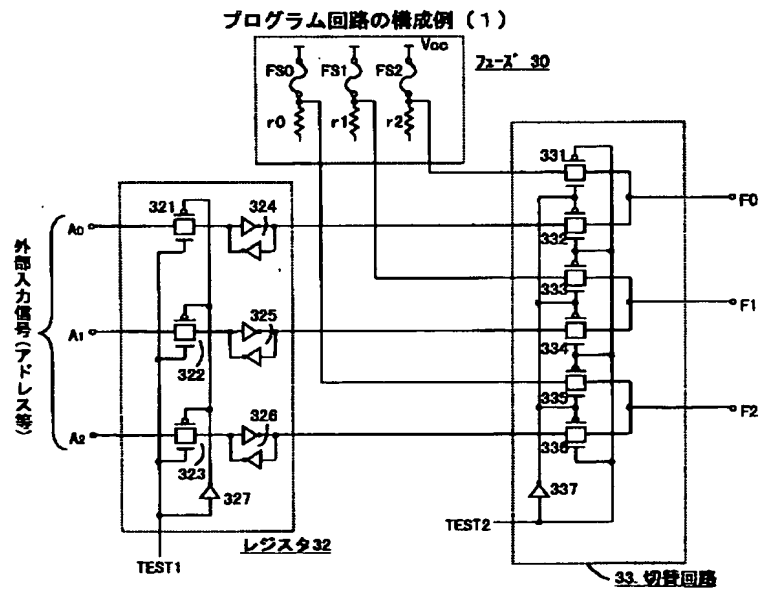 プログラム回路の構成例(1)
Vcc
FS0 FS1 FS2
r0 r1 r2
フューズ 30
外部入力信号(アドレス等)
A0
A1
A2
321
322
323
324
325
326
327
TEST1
レジスタ32
331
332
333
334
335
336
337
TEST2
33. 切替回路
F0
F1
F2